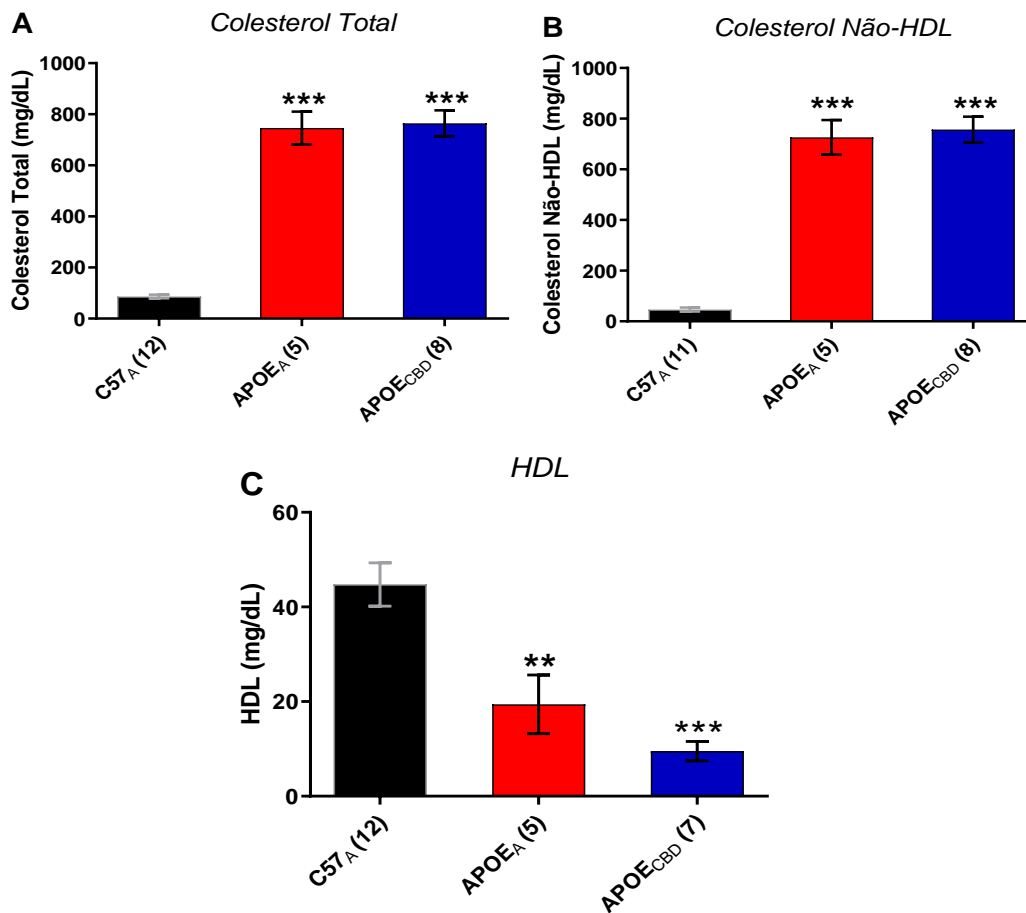 A
Colesterol Total
Colesterol Total (mg/dL)
1000
800
600
400
200
0
***
***
C57A (12)
APOEA (5)
APOECBD (8)
B
Colesterol Não-HDL
Colesterol Não-HDL (mg/dL)
1000
800
600
400
200
0
***
***
C57A (11)
APOEA (5)
APOECBD (8)
C
HDL
HDL (mg/dL)
60
40
20
0
**
***
C57A (12)
APOEA (5)
APOECBD (7)